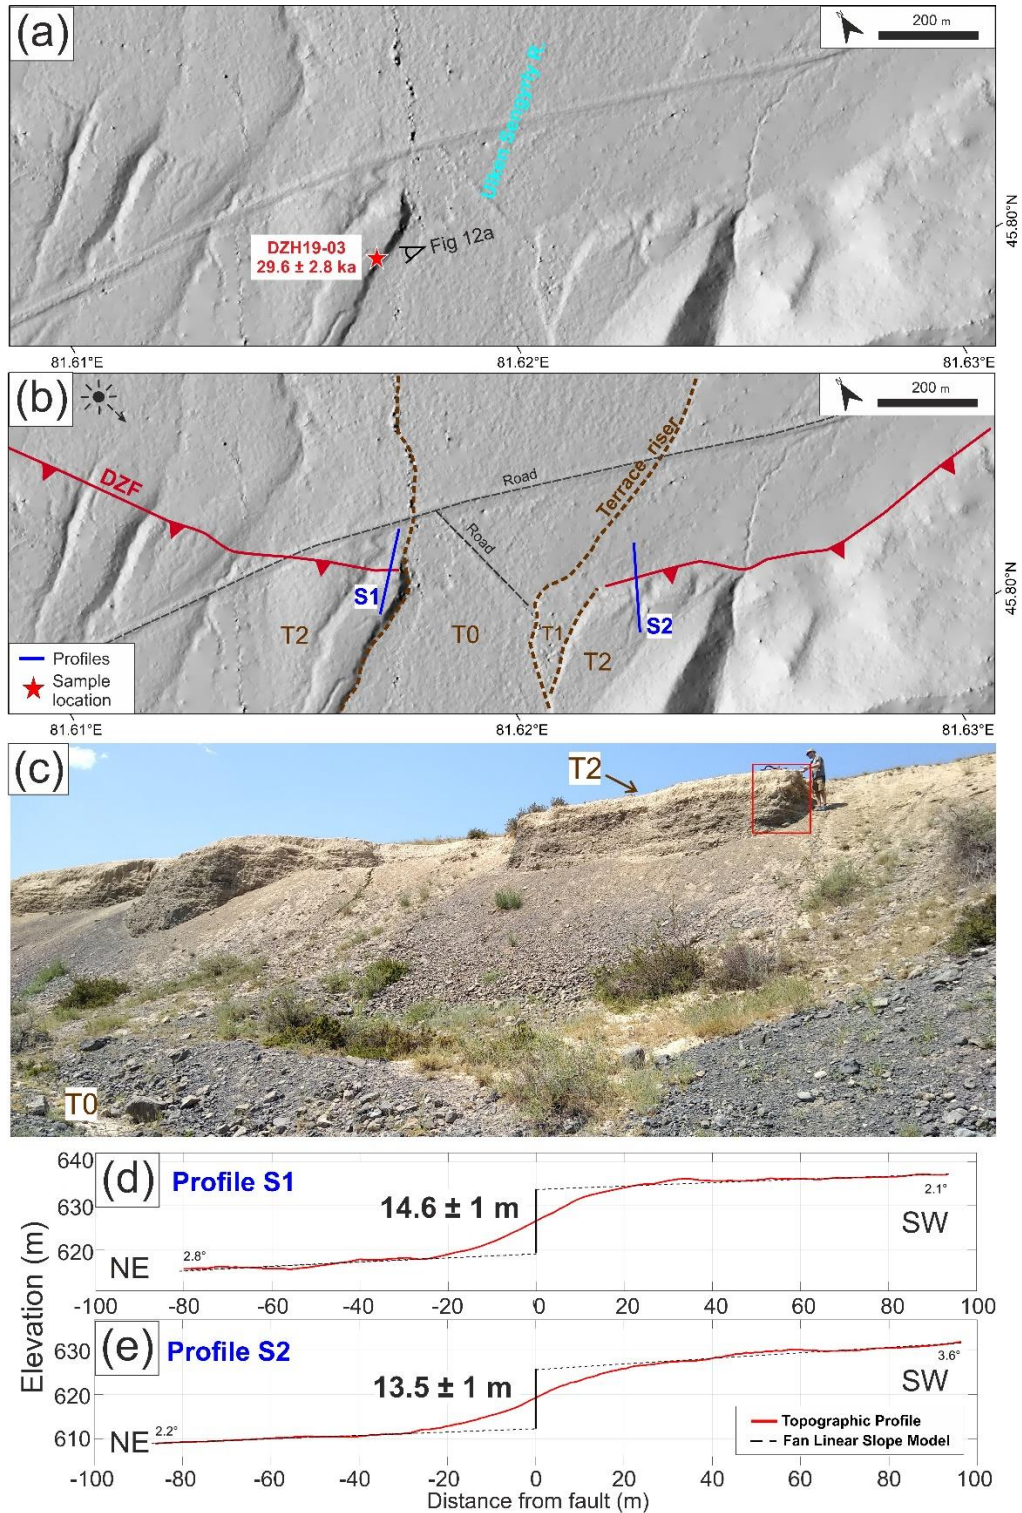 (a)
200 m
Ulken Sengyrly R.
DZH19-03
29.6 ± 2.8 ka
Fig 12a
45.80°N
81.61°E
81.62°E
81.63°E
(b)
200 m
DZF
Road
Road
Terrace riser
S1
S2
T2
T0
T1
T2
45.80°N
Profiles
Sample
location
81.61°E
81.62°E
81.63°E
(c)
T2
T0
(d)
Profile S1
14.6 ± 1 m
2.1°
SW
2.8°
NE
640
630
620
-100 -80 -60 -40 -20 0 20 40 60 80 100
(e)
Profile S2
13.5 ± 1 m
3.6°
SW
2.2°
NE
630
620
610
Topographic Profile
Fan Linear Slope Model
-100 -80 -60 -40 -20 0 20 40 60 80 100
Elevation (m)
Distance from fault (m)